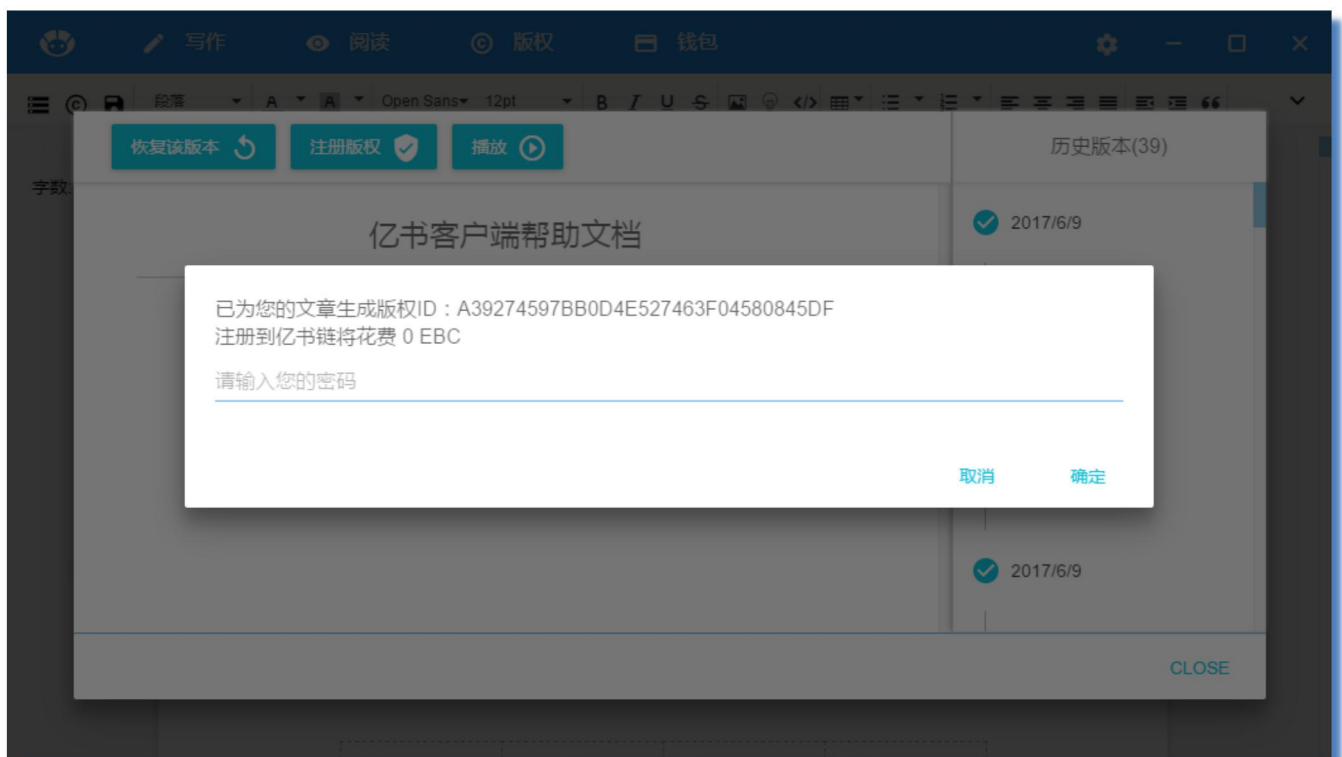 写作 阅读 版权 钱包
段落 A A Open Sans 12pt B I U S </> 66
恢复该版本 注册版权 播放 历史版本(39)
字数:
2017/6/9
亿书客户端帮助文档
已为您的文章生成版权ID：A39274597BB0D4E527463F04580845DF
注册到亿书链将花费 0 EBC
请输入您的密码
取消 确定
2017/6/9
CLOSE